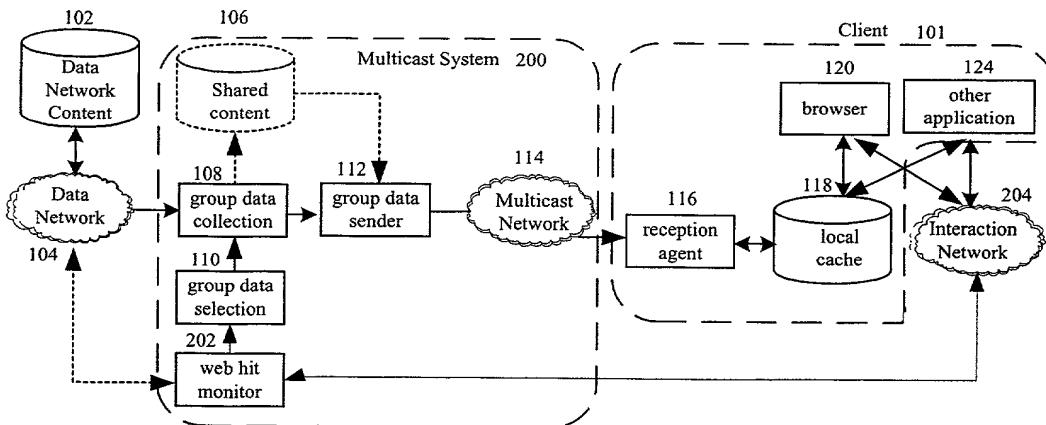 102
Data
Network
Content
106
Shared
content
Multicast System 200
Client 101
120
browser
124
other
application
Data
Network
104
108
group data
collection
112
group data
sender
114
Multicast
Network
116
reception
agent
118
local
cache
204
Interaction
Network
110
group data
selection
202
web hit
monitor